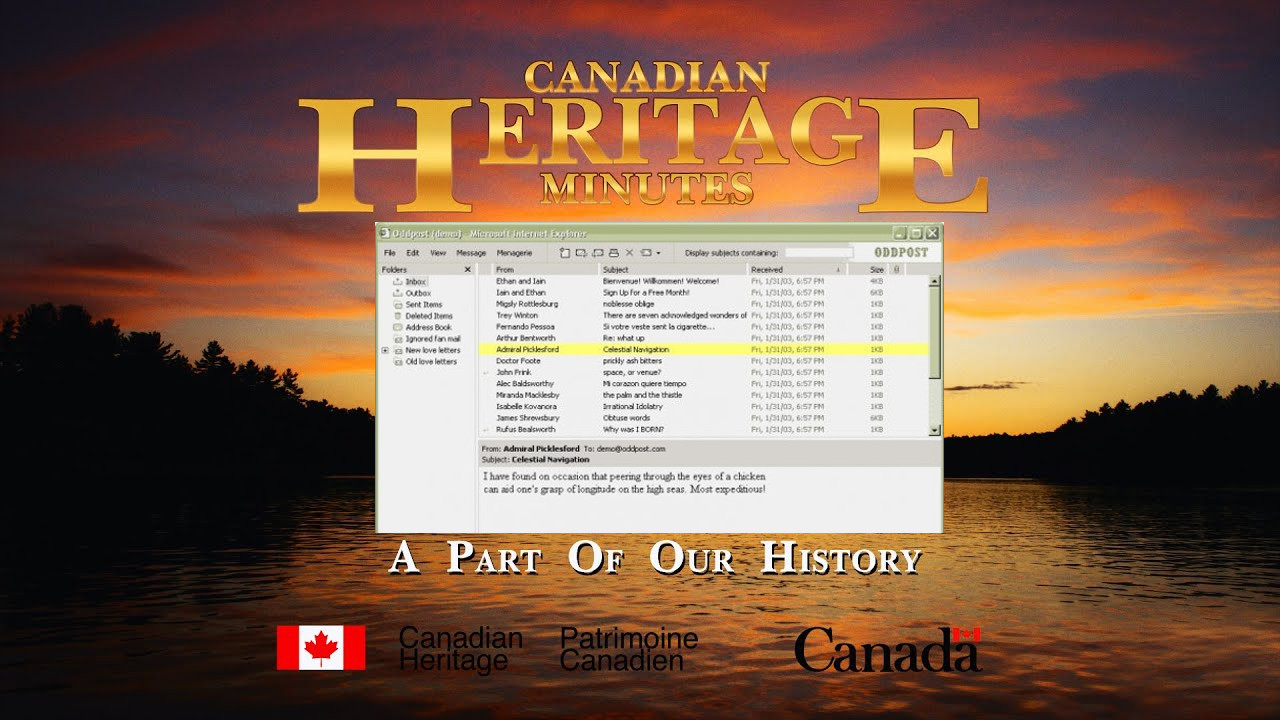 CANADIAN
HERITAGE
MINUTES
Oddpost (demo) - Microsoft Internet Explorer
File Edit View Message Menagerie Display subjects containing: ODDPOST
Folders From Subject Received Size
Inbox Ethan and Iain Bienvenue! Willkommen! Welcome! Fri, 1/31/03, 6:57 PM 4KB
Outbox Iain and Ethan Sign Up for a Free Month! Fri, 1/31/03, 6:57 PM 6KB
Sent Items Migsly Rottlesburg noblesse oblige Fri, 1/31/03, 6:57 PM 1KB
Deleted Items Trey Winton There are seven acknowledged wonders of Fri, 1/31/03, 6:57 PM 1KB
Address Book Fernando Pessoa Si votre veste sent la cigarette... Fri, 1/31/03, 6:57 PM 1KB
Ignored fan mail Arthur Bentworth Re: what up Fri, 1/31/03, 6:57 PM 1KB
New love letters Admiral Picklesford Celestial Navigation Fri, 1/31/03, 6:57 PM 1KB
Old love letters Doctor Foote prickly ash bitters Fri, 1/31/03, 6:57 PM 1KB
John Frink space, or venue? Fri, 1/31/03, 6:57 PM 1KB
Alec Baldsworthy Mi corazon quiere tiempo Fri, 1/31/03, 6:57 PM 1KB
Miranda Macklesby the palm and the thistle Fri, 1/31/03, 6:57 PM 1KB
Isabelle Kovanora Irrational Idolatry Fri, 1/31/03, 6:57 PM 1KB
James Shrewsbury Obtuse words Fri, 1/31/03, 6:57 PM 1KB
Rufus Bealsworth Why was I BORN? Fri, 1/31/03, 6:57 PM 1KB
From: Admiral Picklesford To: demo@oddpost.com
Subject: Celestial Navigation
I have found on occasion that peering through the eyes of a chicken
can aid one's grasp of longitude on the high seas. Most expeditious!
A Part Of Our History
Canadian Patrimoine
Heritage Canadien
Canada